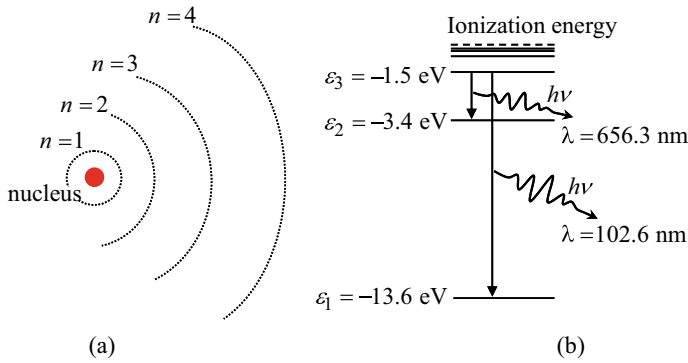 n = 4
n = 3
n = 2
n = 1
nucleus
(a)
Ionization energy
ε₃ = −1.5 eV
hν
ε₂ = −3.4 eV
λ = 656.3 nm
hν
λ = 102.6 nm
ε₁ = −13.6 eV
(b)